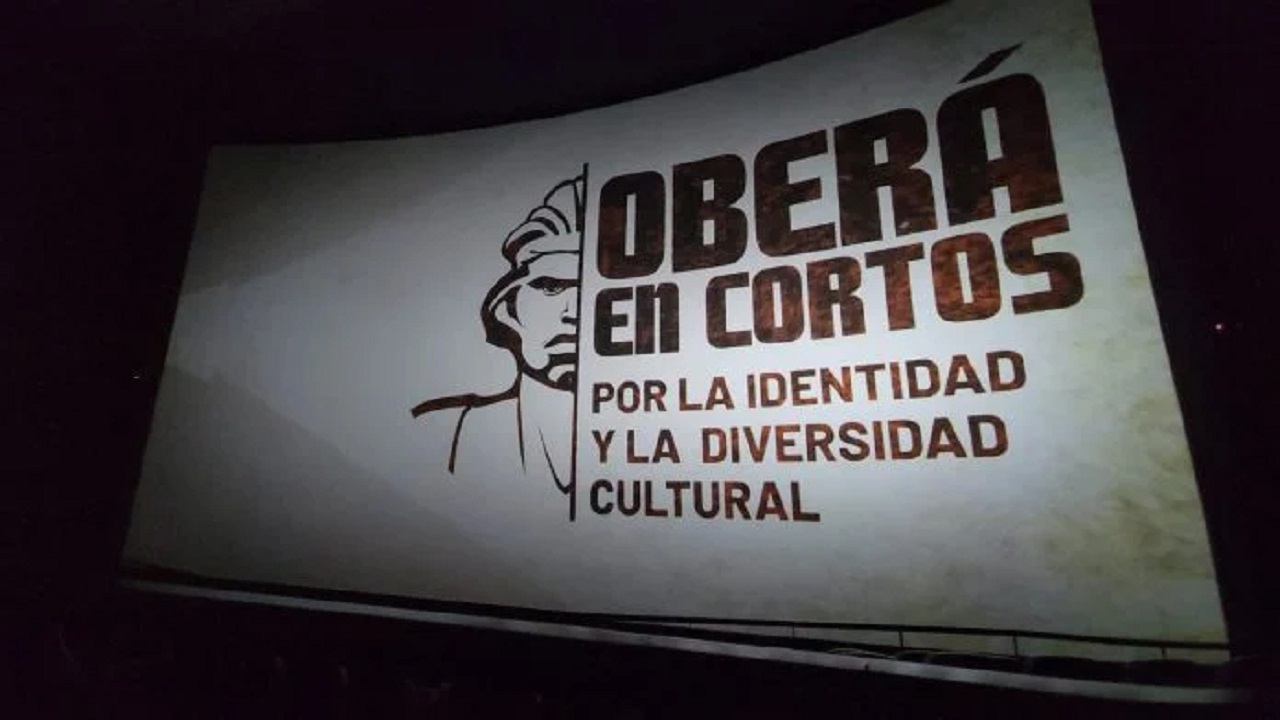 OBERÁ
En CORTOS
POR LA IDENTIDAD
Y LA DIVERSIDAD
CULTURAL